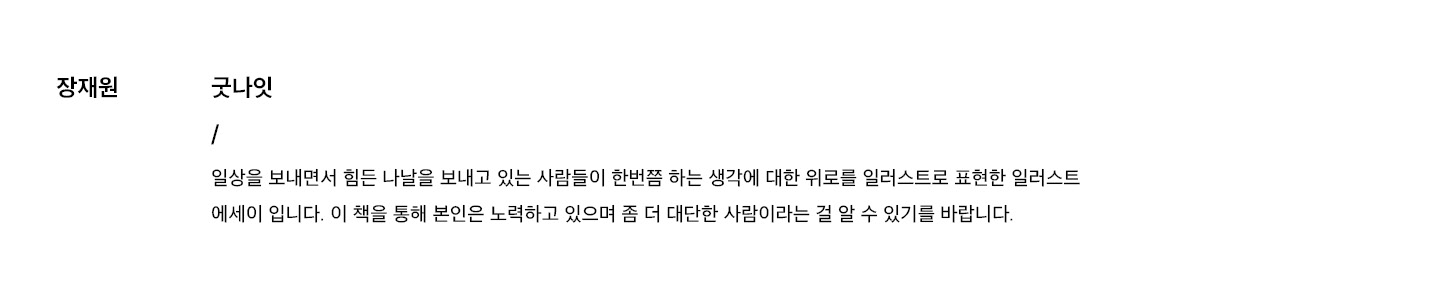 장재원
굿나잇
/
일상을 보내면서 힘든 나날을 보내고 있는 사람들이 한번쯤 하는 생각에 대한 위로를 일러스트로 표현한 일러스트
에세이 입니다. 이 책을 통해 본인은 노력하고 있으며 좀 더 대단한 사람이라는 걸 알 수 있기를 바랍니다.